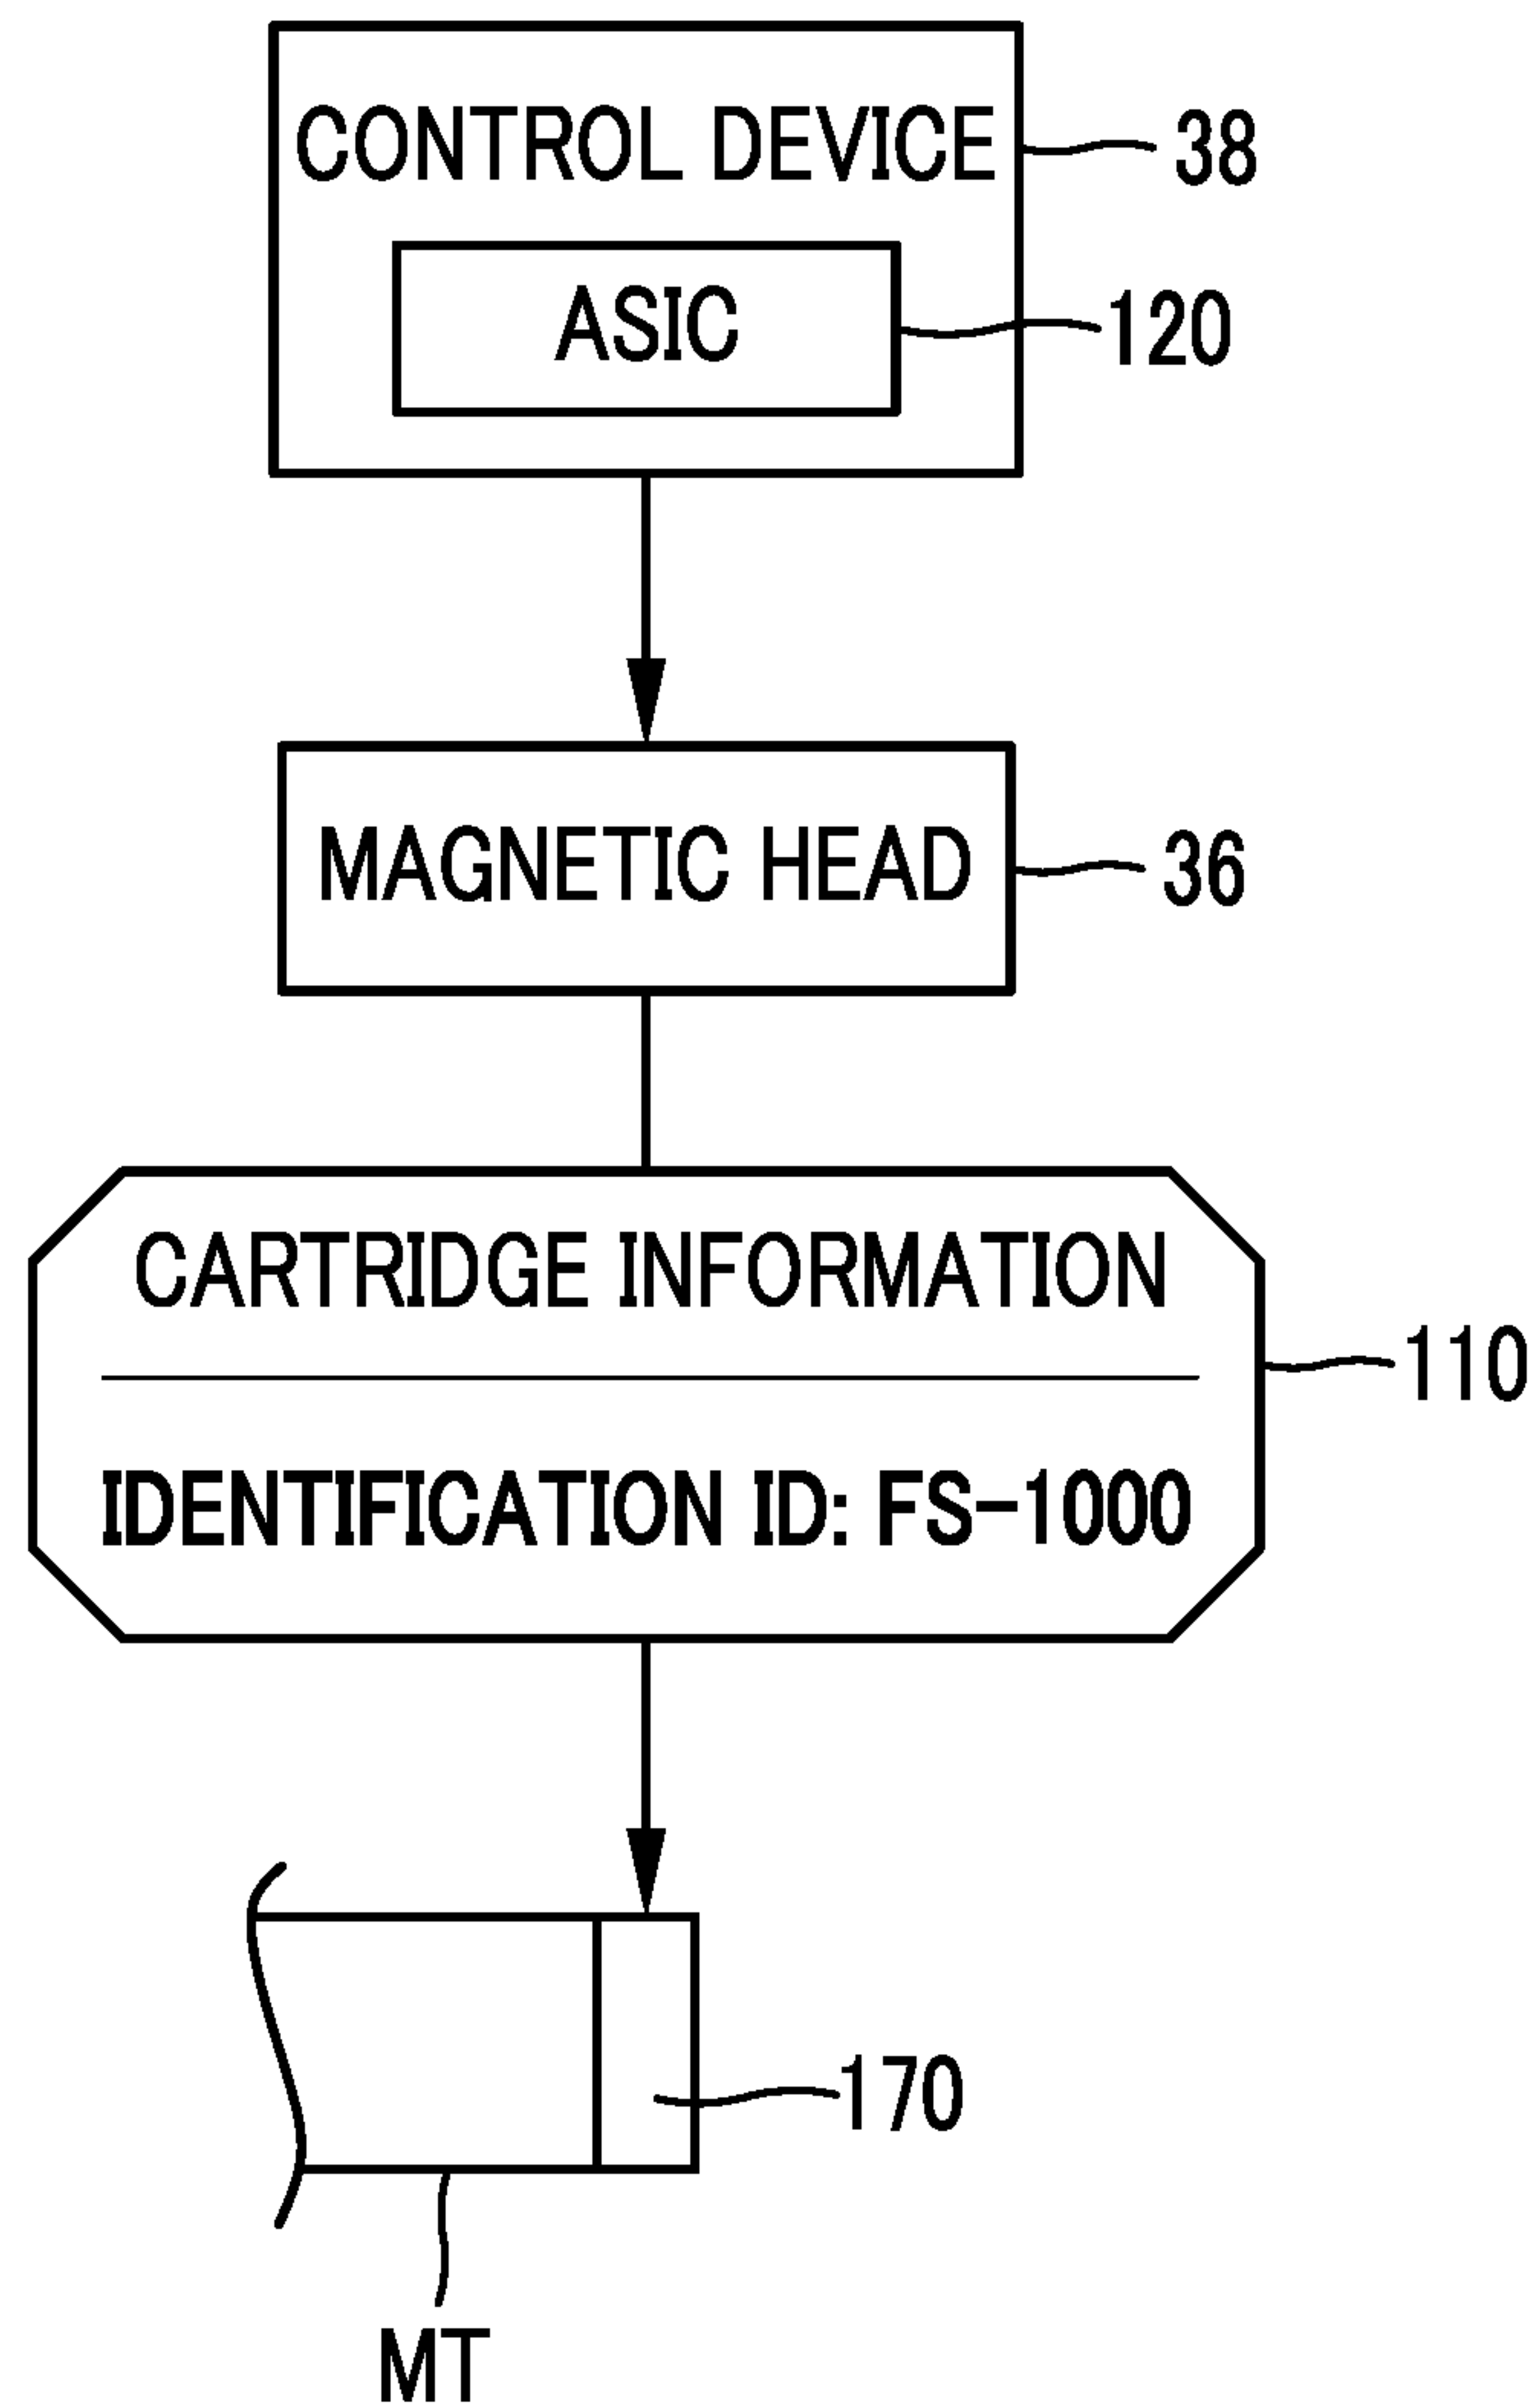 CONTROL DEVICE
38
ASIC
120
MAGNETIC HEAD
36
CARTRIDGE INFORMATION
110
IDENTIFICATION ID: FS-1000
170
MT